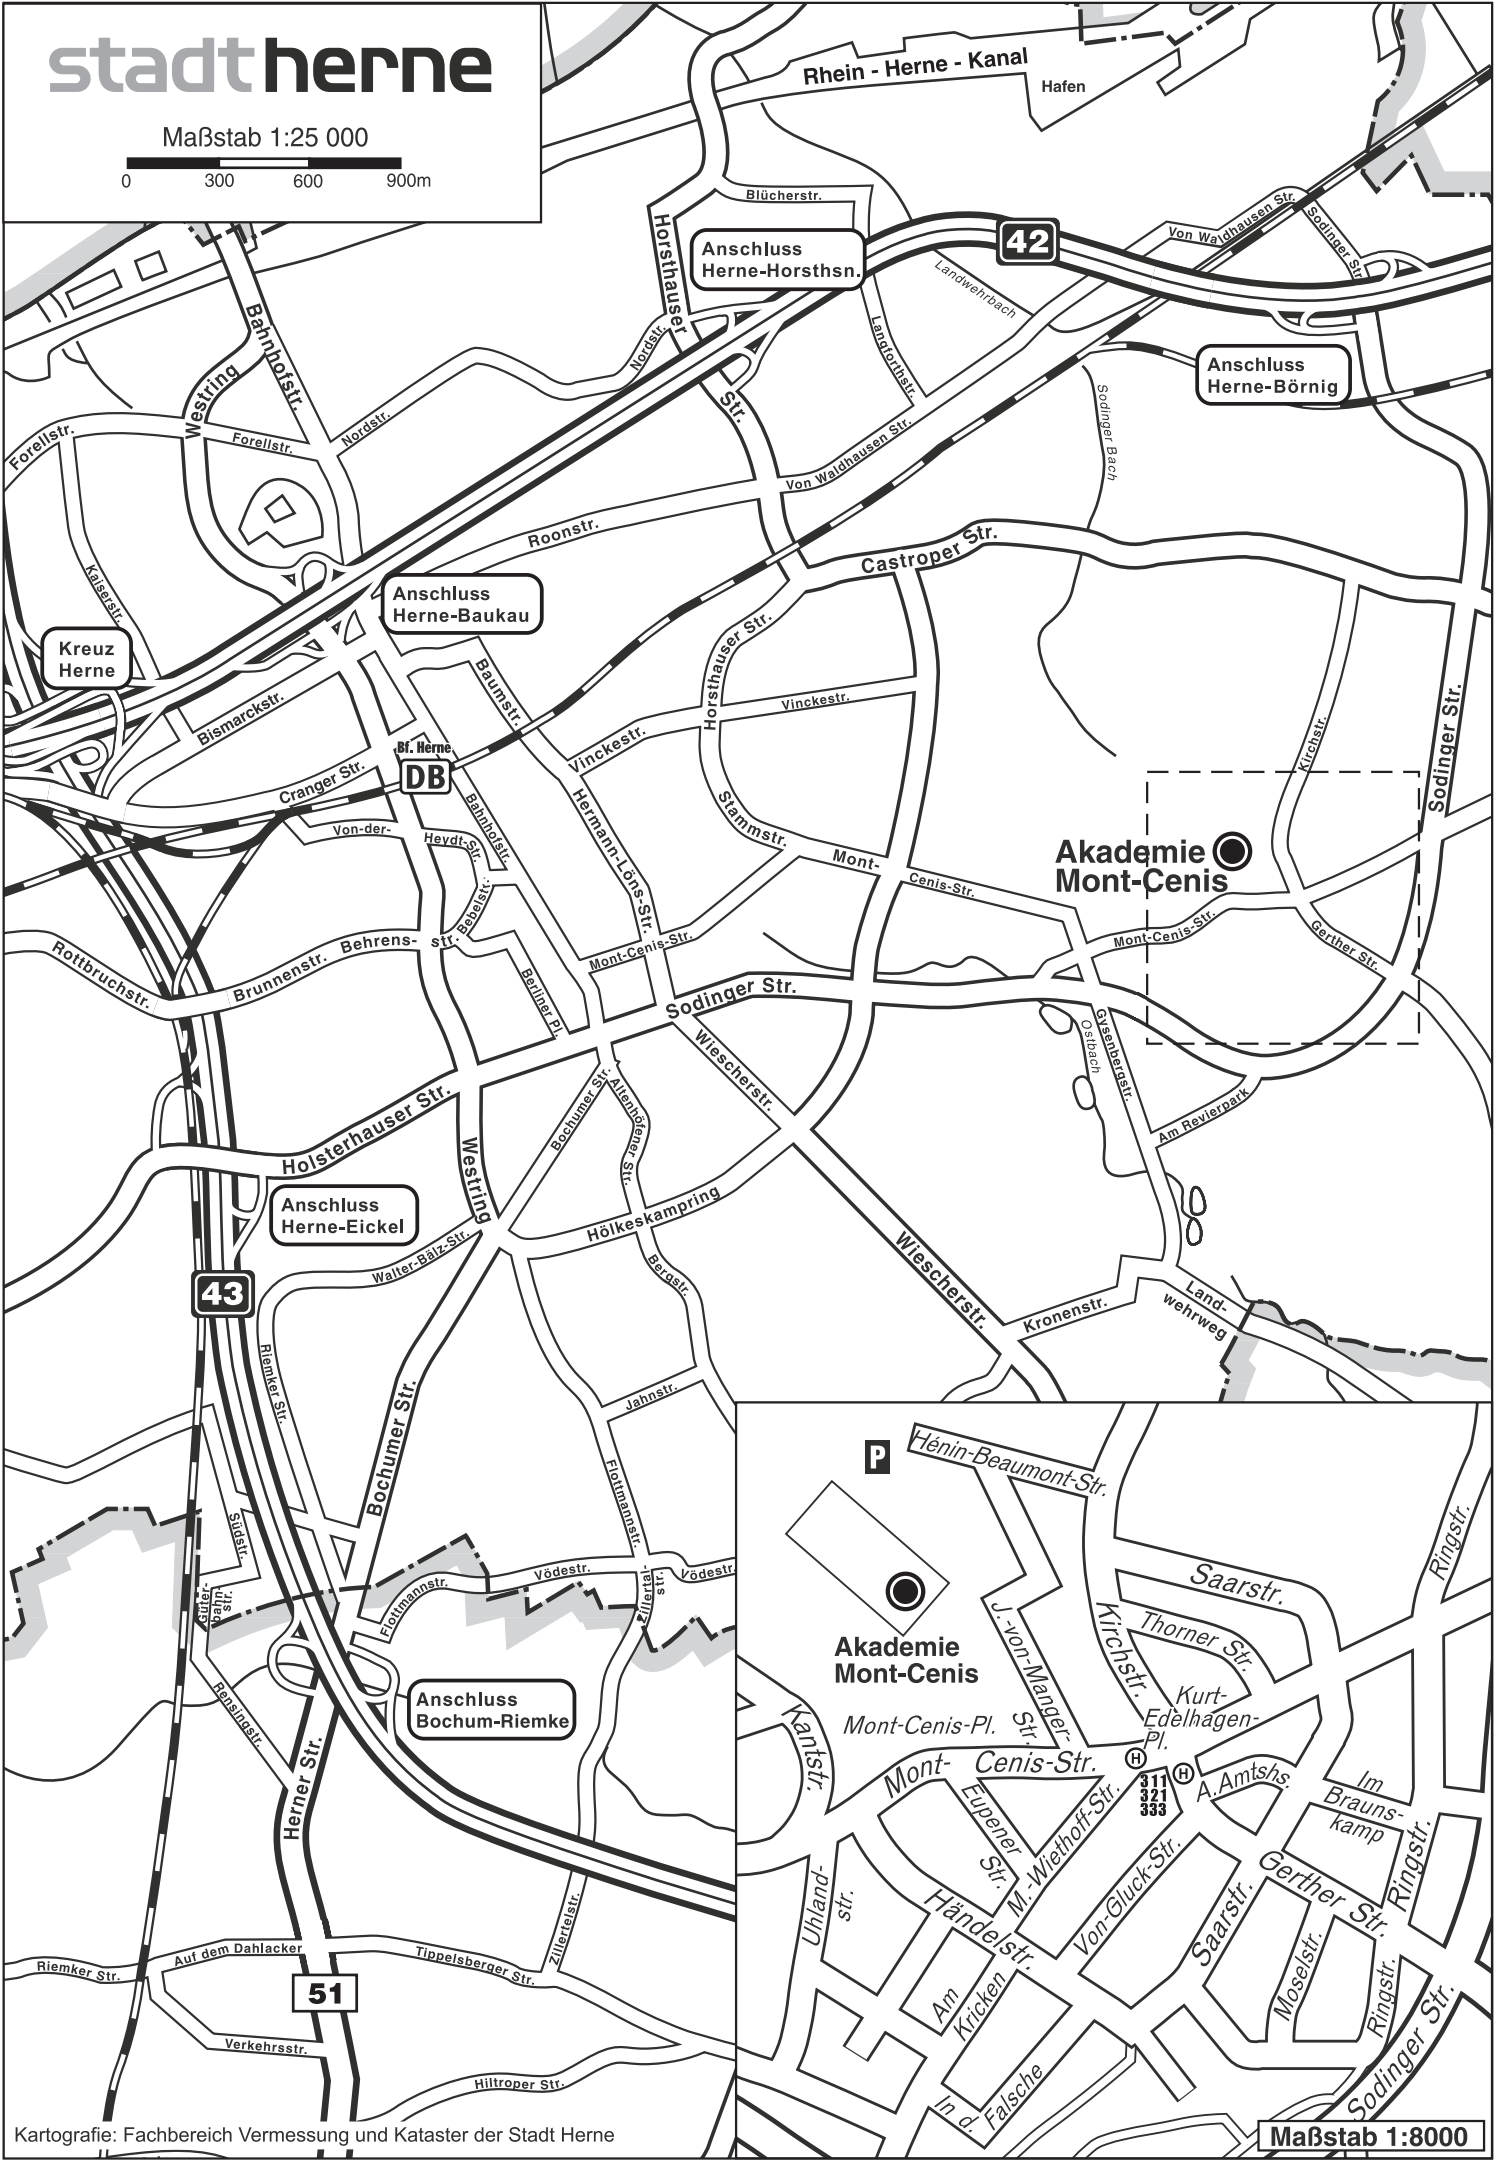 stadtherne
Maßstab 1:25 000
0 300 600 900m
Rhein - Herne - Kanal
Hafen
Blücherstr.
Horsthauser
Str.
Anschluss
Herne-Horsthsn.
42
Von Waldhausen Str.
Sodinger Str.
Landwehrbach
Langforthstr.
Nordstr.
Anschluss
Herne-Börnig
Sodinger Bach
Bahnhofstr.
Westring
Forellstr.
Forellstr.
Nordstr.
Von Waldhausen Str.
Roonstr.
Castroper Str.
Kaiserstr.
Anschluss
Herne-Baukau
Kreuz
Herne
Horsthauser Str.
Baumstr.
Vinckestr.
Vinckestr.
Bismarckstr.
Kirchstr.
Sodinger Str.
Bf. Herne
DB
Cranger Str.
Von-der-
Heydt-Str.
Bahnhofstr.
Hermann-Löns-Str.
Stammstr.
Mont-
Cenis-Str.
Akademie
Mont-Cenis
Bebelstr.
Behrens-
str.
Mont-Cenis-Str.
Mont-Cenis-Str.
Gerther Str.
Rottbruchstr.
Brunnenstr.
Berliner Pl.
Sodinger Str.
Wiescherstr.
Ostbach
Gysenbergstr.
Am Revierpark
Holsterhauser Str.
Bochumer Str.
Altenhöfener Str.
Westring
Anschluss
Herne-Eickel
Hölkeskampring
Walter-Bälz-Str.
Bergstr.
Wiescherstr.
43
Kronenstr.
Land-
wehrweg
Riemker Str.
Jahnstr.
Bochumer Str.
Flottmannstr.
Südstr.
Güter-
bahn
str.
Flottmannstr.
Vödestr.
Vödestr.
Zillertal-
str.
Rensingstr.
Anschluss
Bochum-Riemke
Herner Str.
Zillertelstr.
Riemker Str.
Auf dem Dahlacker
Tippelsberger Str.
51
Verkehrsstr.
Hiltroper Str.
Kartografie: Fachbereich Vermessung und Kataster der Stadt Herne
P
Hénin-Beaumont-Str.
Ringstr.
Saarstr.
Thorner Str.
Kirchstr.
J.-von-Manger-
Str.
Akademie
Mont-Cenis
Kurt-
Edelhagen-
Pl.
Kantstr.
Mont-Cenis-Pl.
Mont-
Cenis-Str.
H
H
311
321
333
A.Amtshs.
Im
Brauns-
kamp
Eupener
Str.
M.-Wiethoff-Str.
Von-Gluck-Str.
Gerther Str.
Ringstr.
Uhland-
str.
Händelstr.
Saarstr.
Moselstr.
Ringstr.
Am
Kricken
In d.
Falsche
Sodinger Str.
Maßstab 1:8000